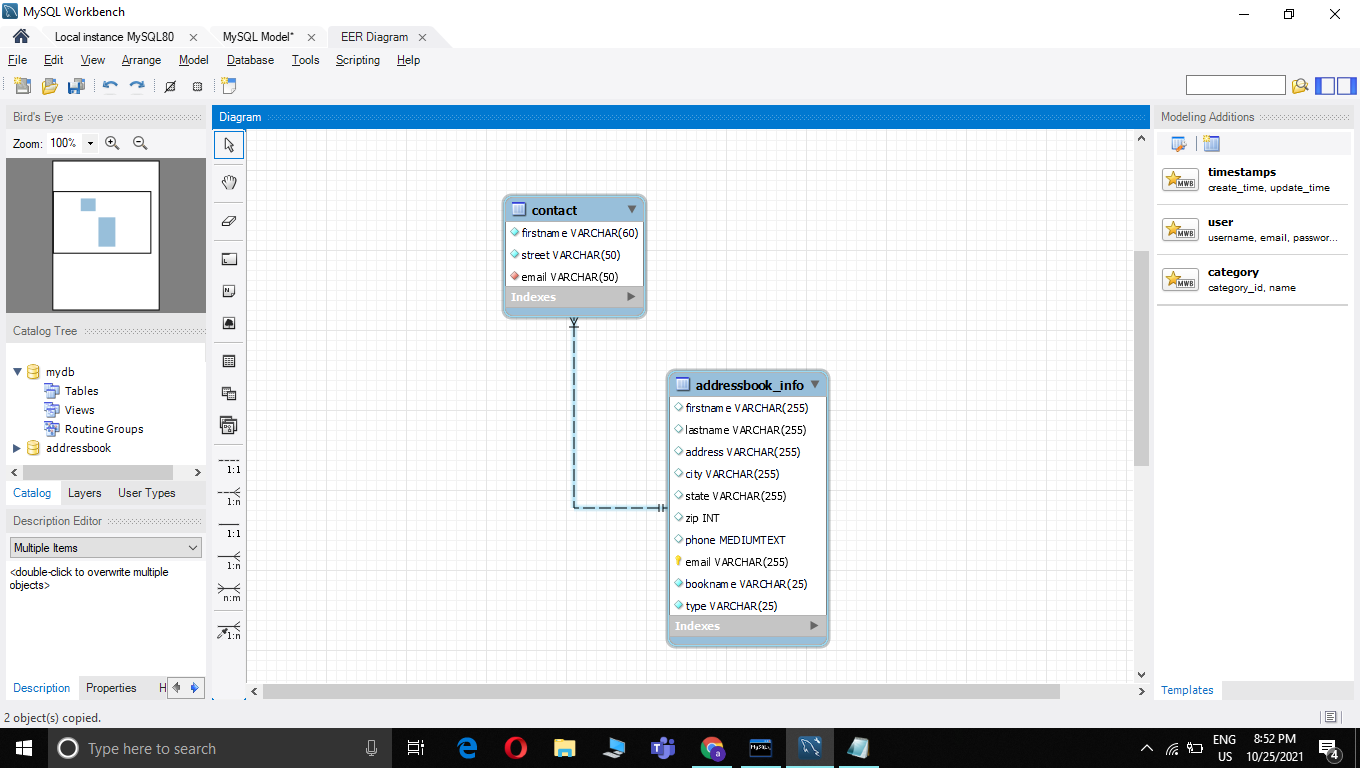 MySQL Workbench
Local instance MySQL80
MySQL Model*
EER Diagram
File Edit View Arrange Model Database Tools Scripting Help
Bird's Eye
Zoom: 100%
Catalog Tree
mydb
Tables
Views
Routine Groups
addressbook
Catalog Layers User Types
Description Editor
Multiple Items
<double-click to overwrite multiple
objects>
Description Properties H
2 object(s) copied.
Diagram
1:1
1:n
1:1
1:n
n:m
1:n
contact
firstname VARCHAR(60)
street VARCHAR(50)
email VARCHAR(50)
Indexes
addressbook_info
firstname VARCHAR(255)
lastname VARCHAR(255)
address VARCHAR(255)
city VARCHAR(255)
state VARCHAR(255)
zip INT
phone MEDIUMTEXT
email VARCHAR(255)
bookname VARCHAR(25)
type VARCHAR(25)
Indexes
Modeling Additions
MWB
timestamps
create_time, update_time
MWB
user
username, email, passwor...
MWB
category
category_id, name
Templates
Type here to search
a
MySQL
ENG
US
8:52 PM
10/25/2021
4